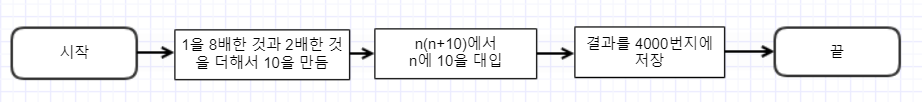 시작
1을 8배한 것과 2배한 것
을 더해서 10을 만듬
n(n+10)에서
n에 10을 대입
결과를 4000번지에
저장
끝